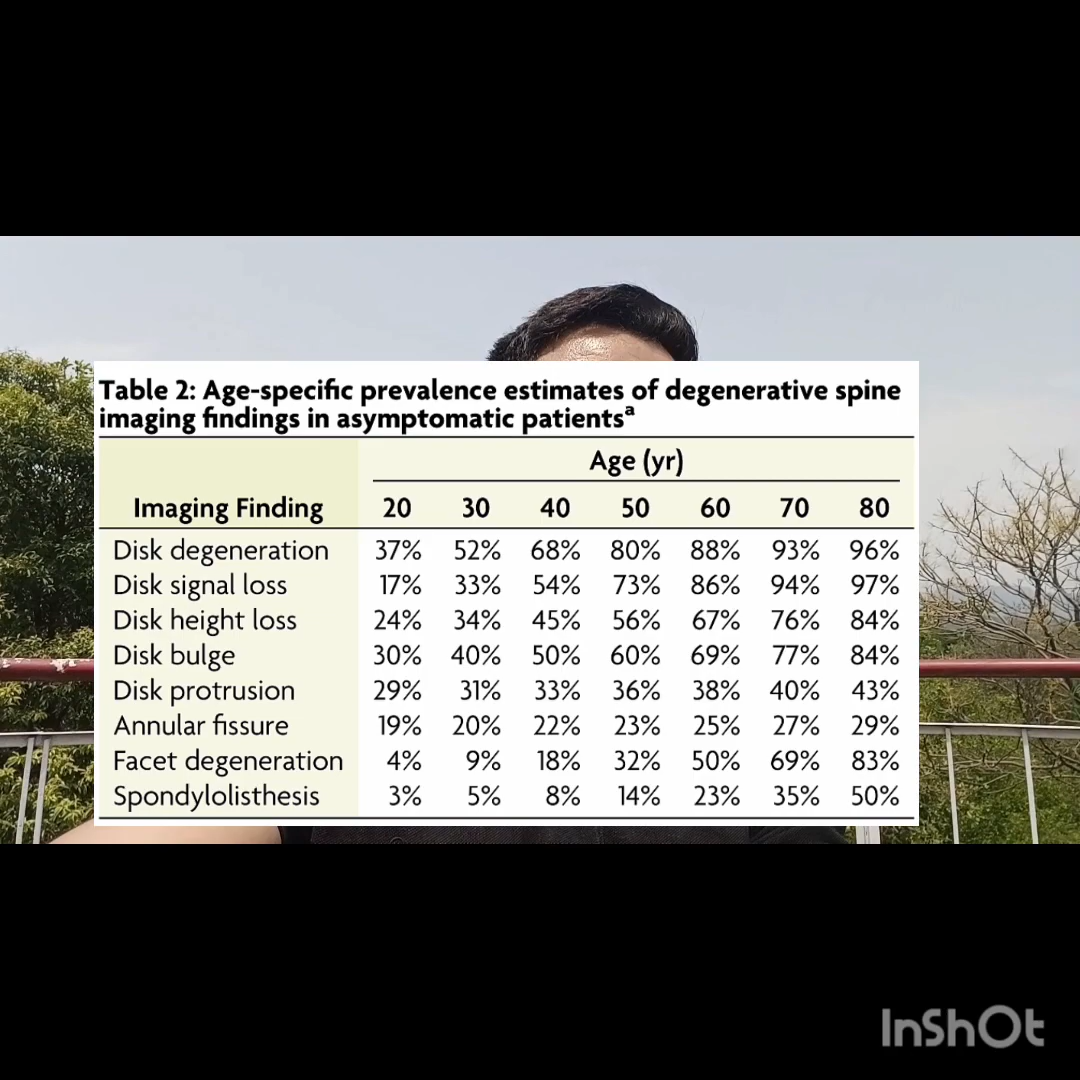 Table 2: Age-specific prevalence estimates of degenerative spine
imaging findings in asymptomatic patientsa
Age (yr)
Imaging Finding 20 30 40 50 60 70 80
Disk degeneration 37% 52% 68% 80% 88% 93% 96%
Disk signal loss 17% 33% 54% 73% 86% 94% 97%
Disk height loss 24% 34% 45% 56% 67% 76% 84%
Disk bulge 30% 40% 50% 60% 69% 77% 84%
Disk protrusion 29% 31% 33% 36% 38% 40% 43%
Annular fissure 19% 20% 22% 23% 25% 27% 29%
Facet degeneration 4% 9% 18% 32% 50% 69% 83%
Spondylolisthesis 3% 5% 8% 14% 23% 35% 50%
InShOt